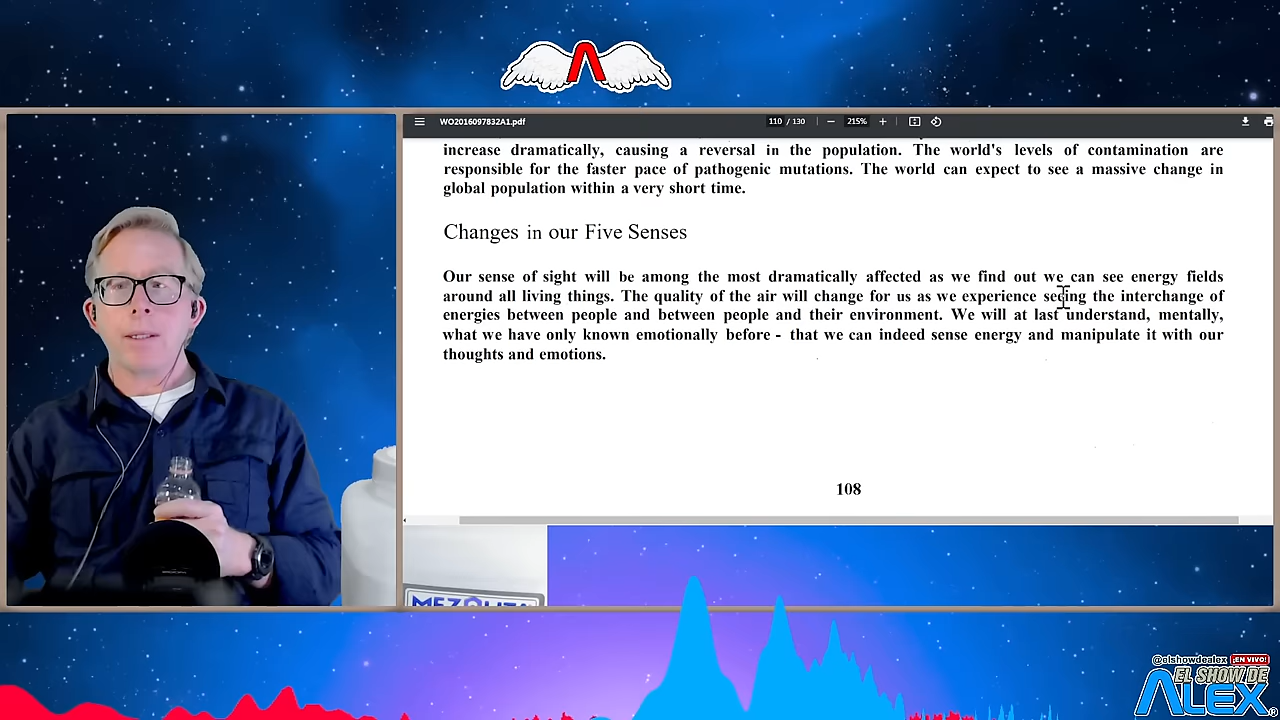 WO2016097832A1.pdf
110 / 130
215%
increase dramatically, causing a reversal in the population. The world's levels of contamination are
responsible for the faster pace of pathogenic mutations. The world can expect to see a massive change in
global population within a very short time.
Changes in our Five Senses
Our sense of sight will be among the most dramatically affected as we find out we can see energy fields
around all living things. The quality of the air will change for us as we experience seeing the interchange of
energies between people and between people and their environment. We will at last understand, mentally,
what we have only known emotionally before - that we can indeed sense energy and manipulate it with our
thoughts and emotions.
108
@elshowdealex ¡EN VIVO!
EL SHOW DE
ALEX